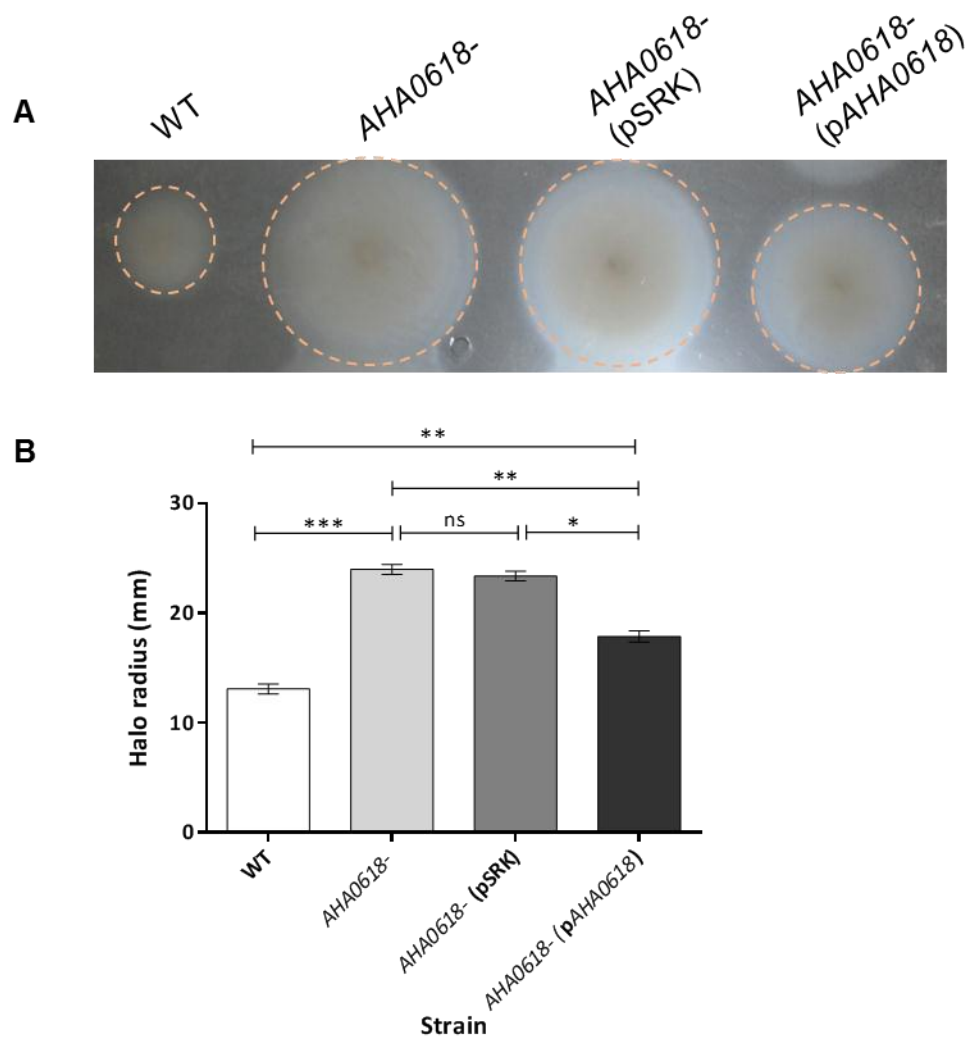 A
WT
AHA0618-
AHA0618-
(pSRK)
AHA0618-
(pAHA0618)
B
**
**
***
ns
*
Halo radius (mm)
30
20
10
0
WT
AHA0618-
AHA0618- (pSRK)
AHA0618- (pAHA0618)
Strain